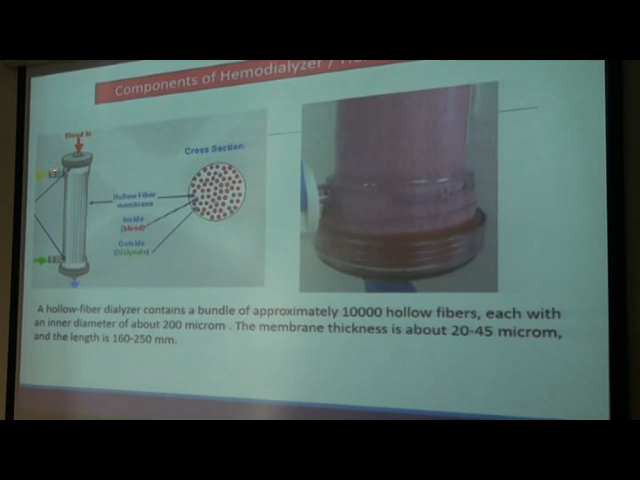 Components of Hemodialyzer /
Blood In
Cross Section
Hollow Fiber
membrane
Inside
(blood)
Outside
(Dialysate)
A hollow-fiber dialyzer contains a bundle of approximately 10000 hollow fibers, each with
an inner diameter of about 200 microm . The membrane thickness is about 20-45 microm,
and the length is 160-250 mm.